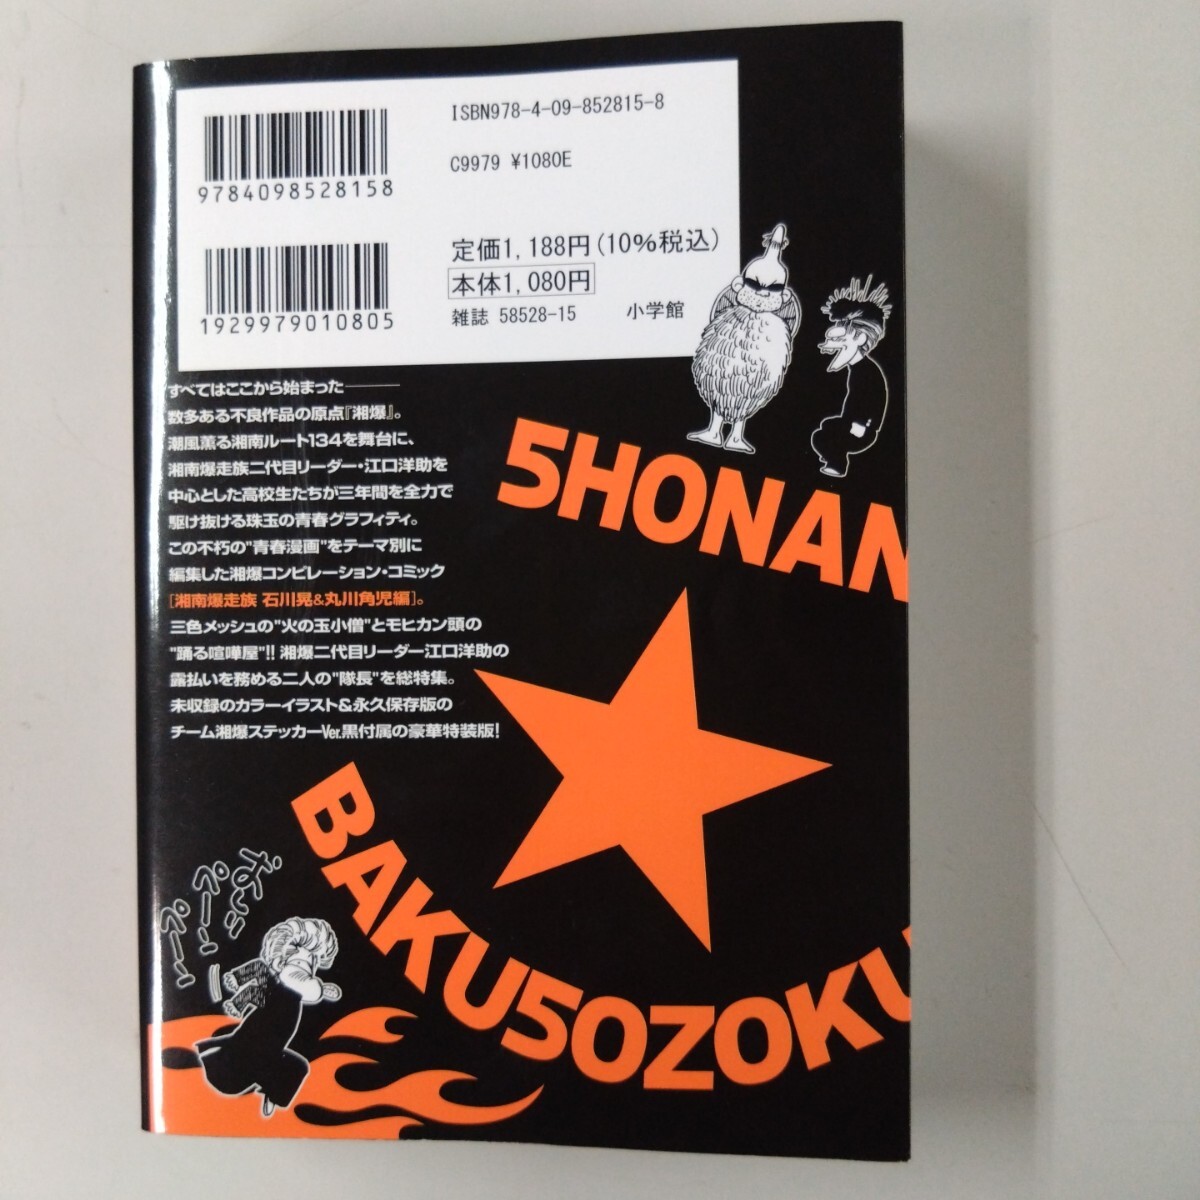 ISBN978-4-09-852815-8
C9979 ¥1080E
9784098528158
定価1,188円(10%税込)
本体1,080円
雑誌 58528-15 小学館
1929979010805
すべてはここから始まった――
数多ある不良作品の原点『湘爆』。
潮風薫る湘南ルート134を舞台に、
湘南爆走族二代目リーダー・江口洋助を
中心とした高校生たちが三年間を全力で
駆け抜ける珠玉の青春グラフィティ。
この不朽の"青春漫画"をテーマ別に
編集した湘爆コンピレーション・コミック
[湘南爆走族 石川晃&丸川角児編]。
三色メッシュの"火の玉小僧"とモヒカン頭の
"踊る喧嘩屋"!! 湘爆二代目リーダー江口洋助の
露払いを務める二人の"隊長"を総特集。
未収録のカラーイラスト&永久保存版の
チーム湘爆ステッカーVer.黒付属の豪華特装版!
5HONAN
BAKU5OZOKU